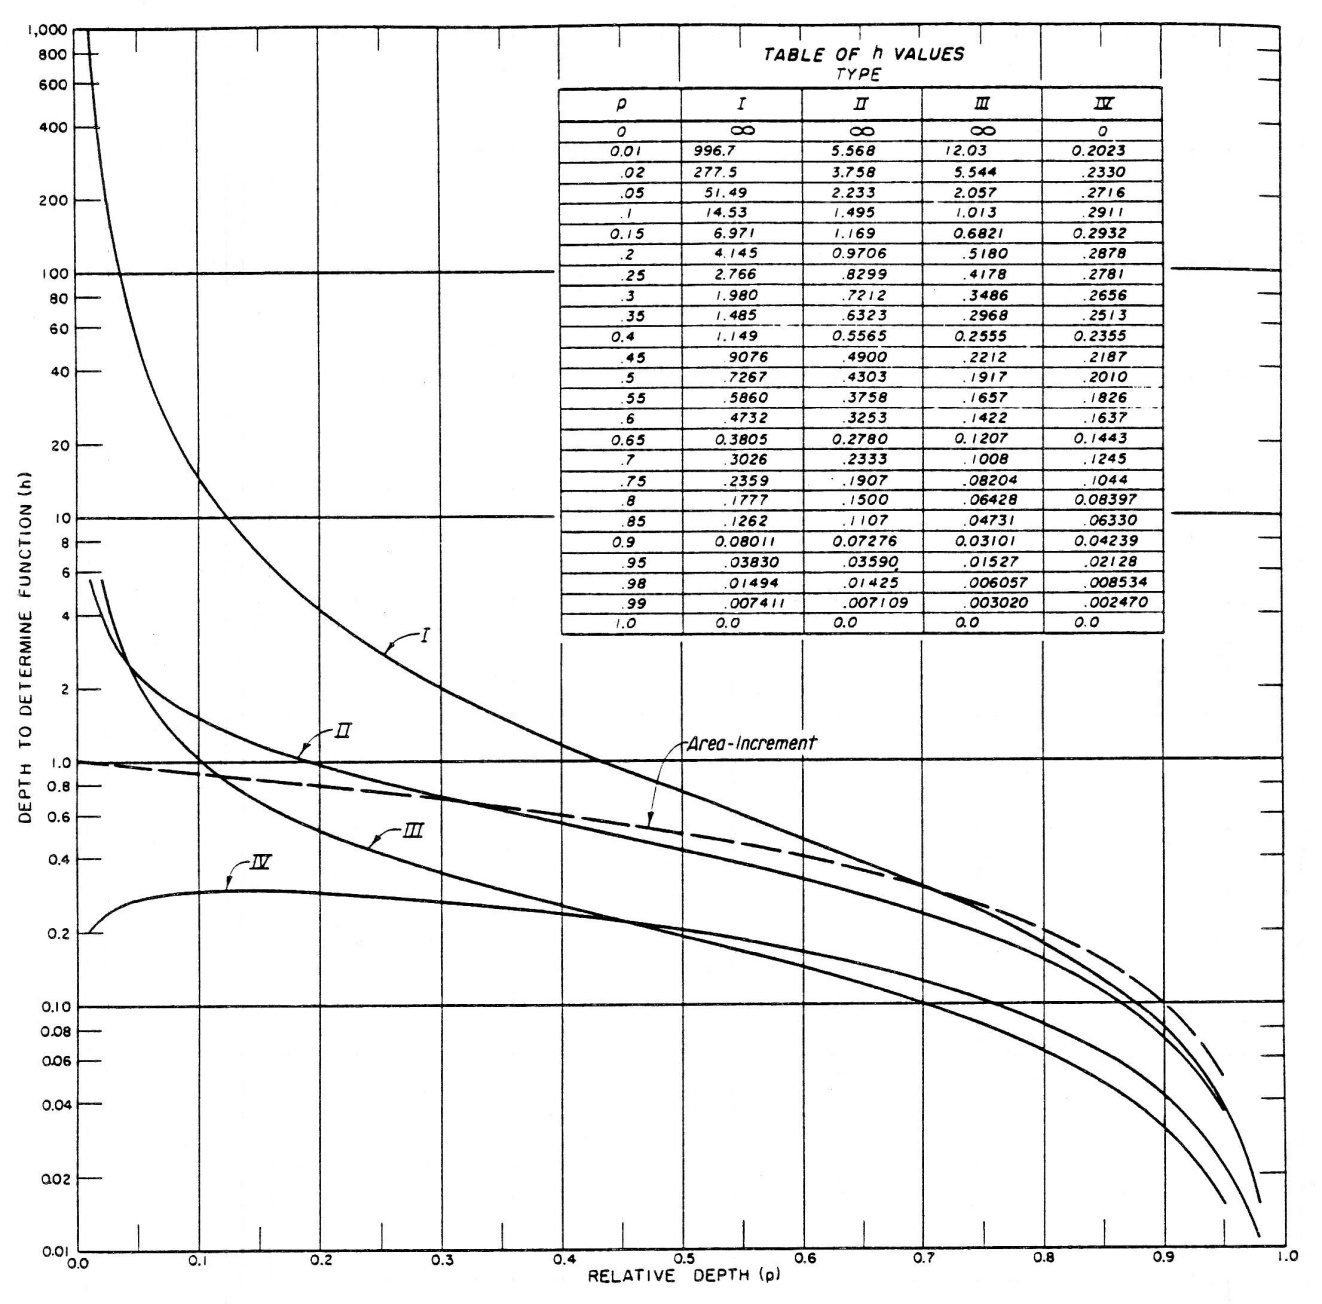 1,000
800
600
400
200
100
80
60
40
20
10
8
6
4
2
1.0
0.8
0.6
0.4
0.2
0.10
0.08
0.06
0.04
0.02
0.01
DEPTH TO DETERMINE FUNCTION (h)
TABLE OF h VALUES
TYPE
p I II III IV
0 ∞ ∞ ∞ 0
0.01 996.7 5.568 12.03 0.2023
.02 277.5 3.758 5.544 .2330
.05 51.49 2.233 2.057 .2716
.1 14.53 1.495 1.013 .2911
0.15 6.971 1.169 0.6821 0.2932
.2 4.145 0.9706 .5180 .2878
.25 2.766 .8299 .4178 .2781
.3 1.980 .7212 .3486 .2656
.35 1.485 .6323 .2968 .2513
0.4 1.149 0.5565 0.2555 0.2355
.45 .9076 .4900 .2212 .2187
.5 .7267 .4303 .1917 .2010
.55 .5860 .3758 .1657 .1826
.6 .4732 .3253 .1422 .1637
0.65 0.3805 0.2780 0.1207 0.1443
.7 .3026 .2333 .1008 .1245
.75 .2359 .1907 .08204 .1044
.8 .1777 .1500 .06428 0.08397
.85 .1262 .1107 .04731 .06330
0.9 0.08011 0.07276 0.03101 0.04239
.95 .03830 .03590 .01527 .02128
.98 .01494 .01425 .006057 .008534
.99 .007411 .007109 .003020 .002470
1.0 0.0 0.0 0.0 0.0
I
II
Area-Increment
III
IV
0.0 0.1 0.2 0.3 0.4 0.5 0.6 0.7 0.8 0.9 1.0
RELATIVE DEPTH (p)